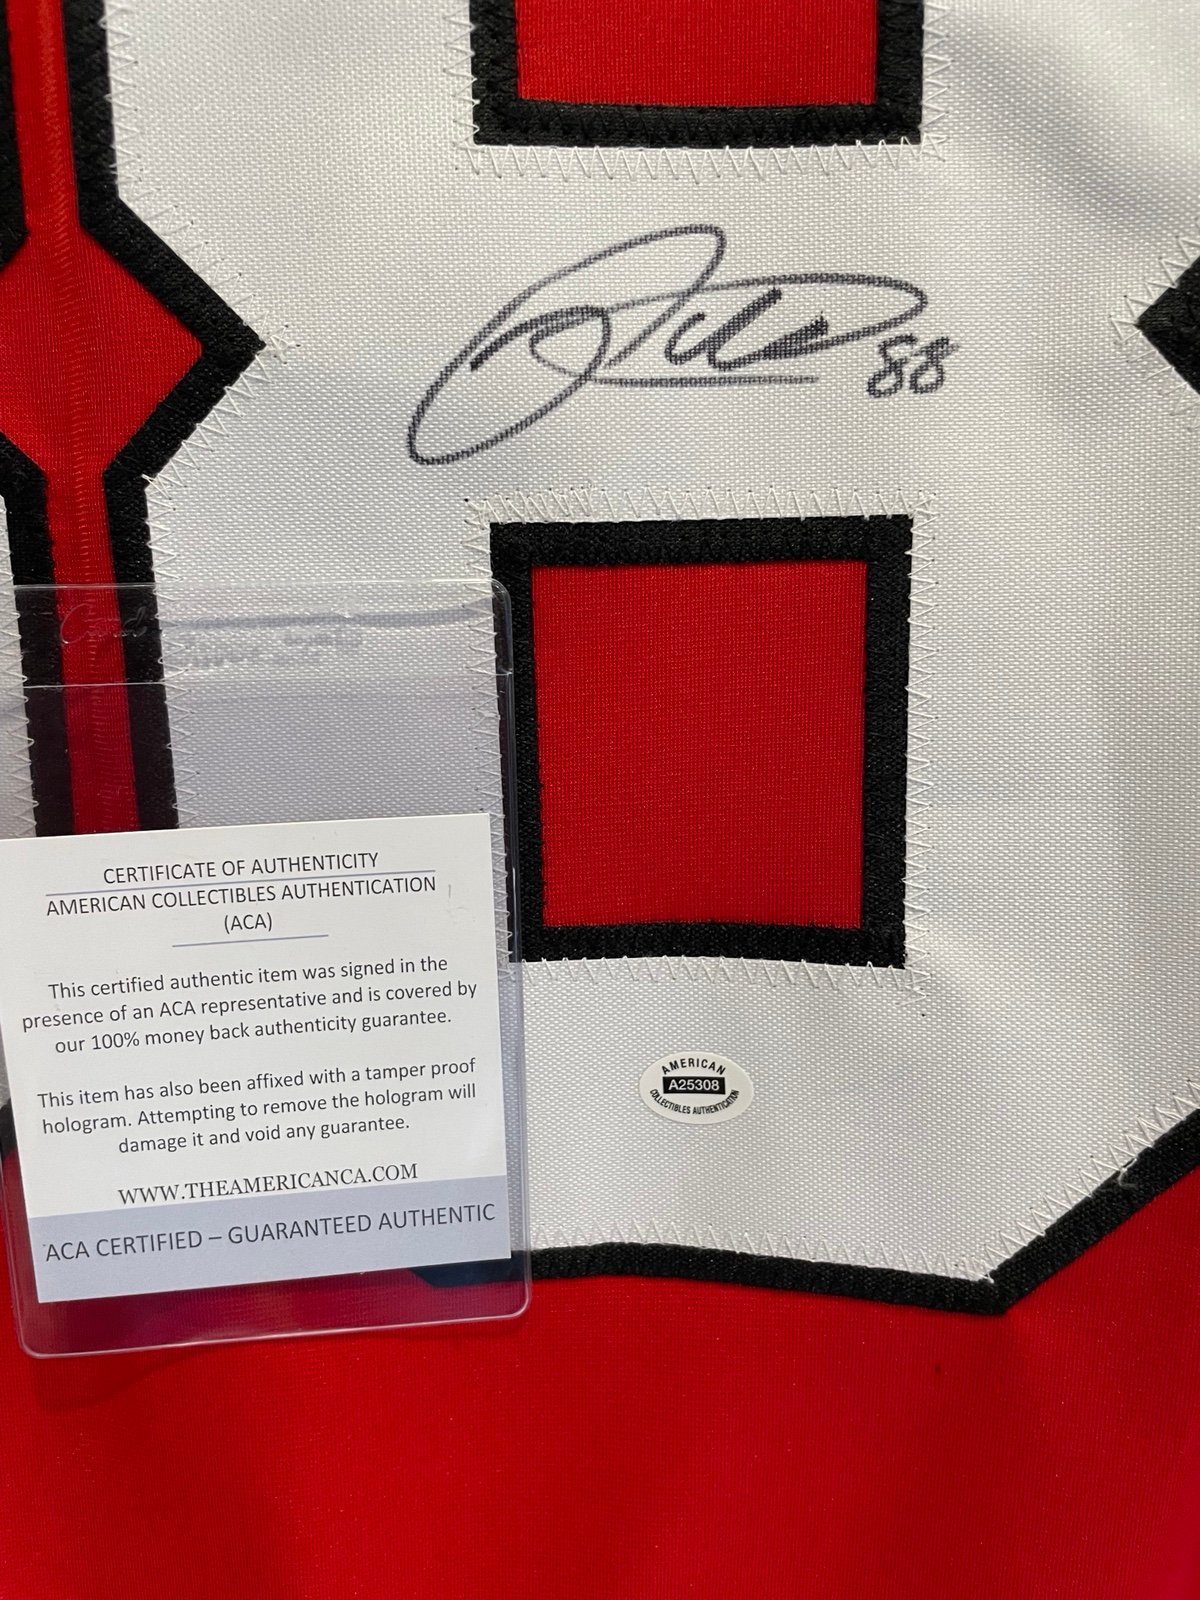 88
CERTIFICATE OF AUTHENTICITY
AMERICAN COLLECTIBLES AUTHENTICATION
(ACA)
This certified authentic item was signed in the
presence of an ACA representative and is covered by
our 100% money back authenticity guarantee.
This item has also been affixed with a tamper proof
hologram. Attempting to remove the hologram will
damage it and void any guarantee.
WWW.THEAMERICANCA.COM
ACA CERTIFIED – GUARANTEED AUTHENTIC
AMERICAN
A25308
COLLECTIBLES AUTHENTICATION